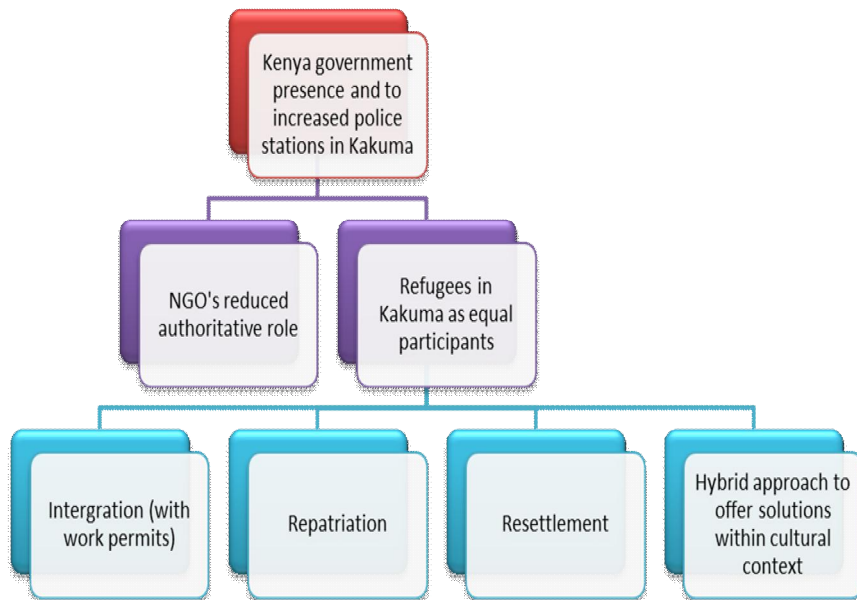 Kenya government
presence and to
increased police
stations in Kakuma
NGO's reduced
authoritative role
Refugees in
Kakuma as equal
participants
Intergration (with
work permits)
Repatriation
Resettlement
Hybrid approach to
offer solutions
within cultural
context